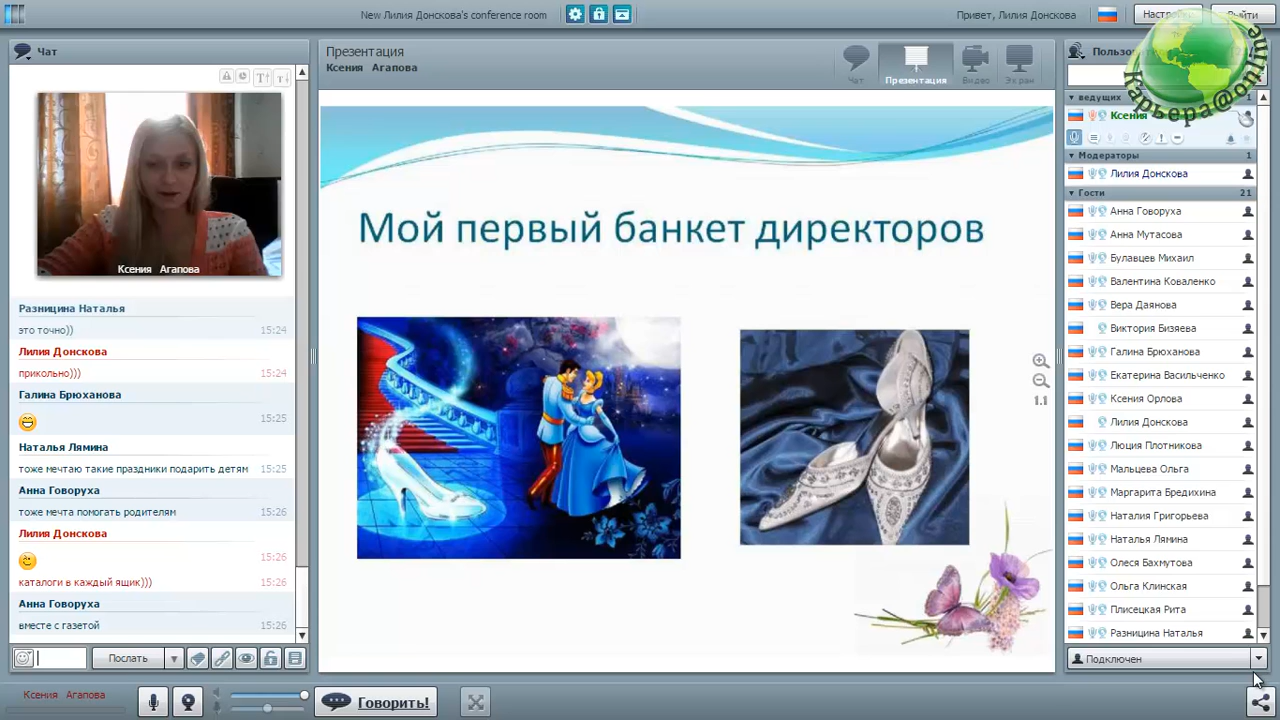 New Лилия Донскова's conference room
Привет, Лилия Донскова
Настройки
Выйти
Чат
Ксения Агапова
Разницина Наталья
это точно))
15:24
Лилия Донскова
прикольно)))
15:24
Галина Брюханова
15:25
Наталья Лямина
тоже мечтаю такие праздники подарить детям
15:25
Анна Говоруха
тоже мечта помогать родителям
15:25
Лилия Донскова
15:26
каталоги в каждый ящик)))
15:26
Анна Говоруха
вместе с газетой
15:26
Послать
Презентация
Ксения Агапова
Чат
Презентация
Видео
Экран
Мой первый банкет директоров
1.1
Карьера@online
ведущих 1
Ксения
Модераторы 1
Лилия Донскова
Гости 21
Анна Говоруха
Анна Мутасова
Булавцев Михаил
Валентина Коваленко
Вера Даянова
Виктория Бизяева
Галина Брюханова
Екатерина Васильченко
Ксения Орлова
Лилия Донскова
Люция Плотникова
Мальцева Ольга
Маргарита Бредихина
Наталия Григорьева
Наталья Лямина
Олеся Бахмутова
Ольга Клинская
Плисецкая Рита
Разницина Наталья
Подключен
Ксения Агапова
Говорить!